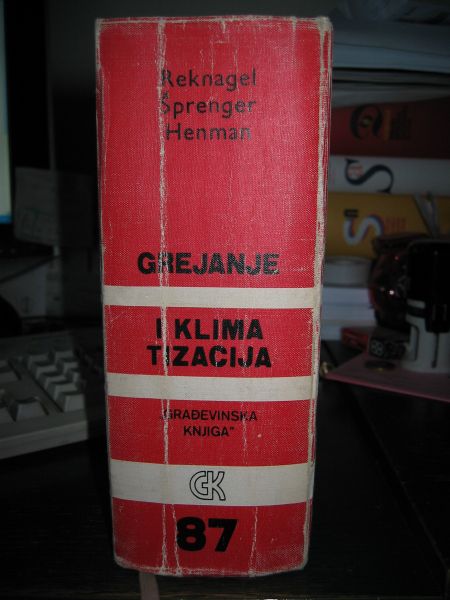 Reknagel
Šprenger
Henman
GREJANJE
I KLIMA
TIZACIJA
GRAĐEVINSKA
KNJIGA"
GK
87